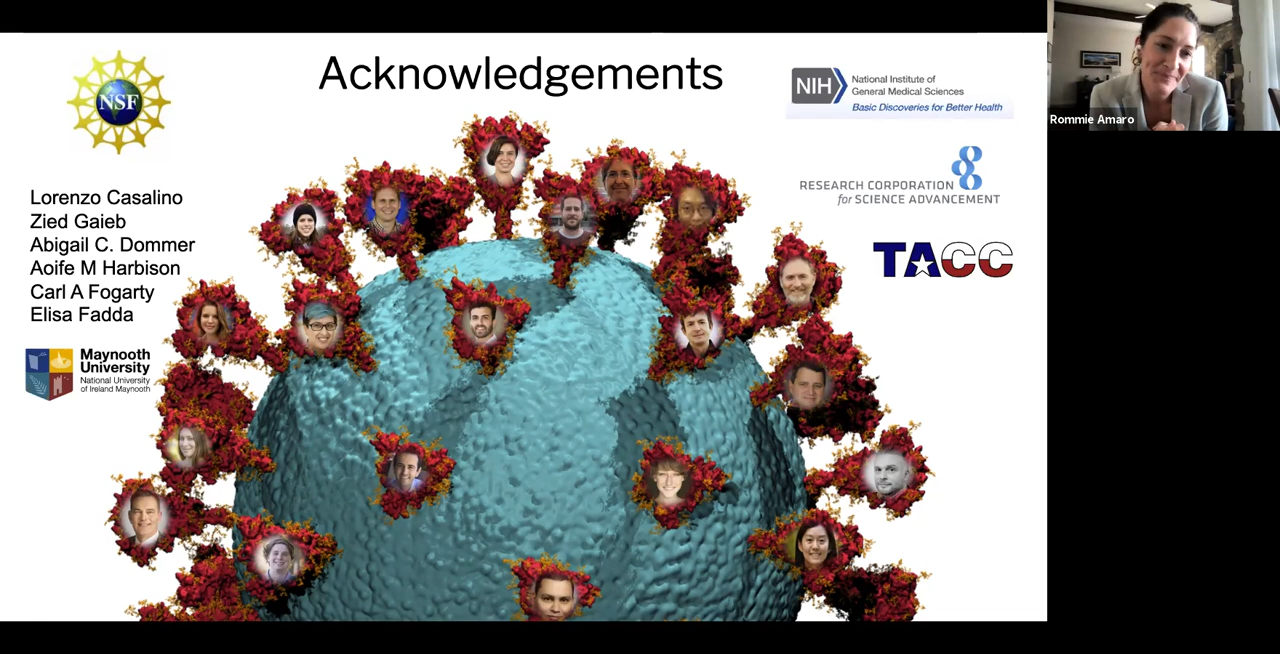 Acknowledgements
NSF
Lorenzo Casalino
Zied Gaieb
Abigail C. Dommer
Aoife M Harbison
Carl A Fogarty
Elisa Fadda
Maynooth
University
National University
of Ireland Maynooth
NIH
National Institute of
General Medical Sciences
Basic Discoveries for Better Health
RESEARCH CORPORATION
for SCIENCE ADVANCEMENT
TACC
Rommie Amaro